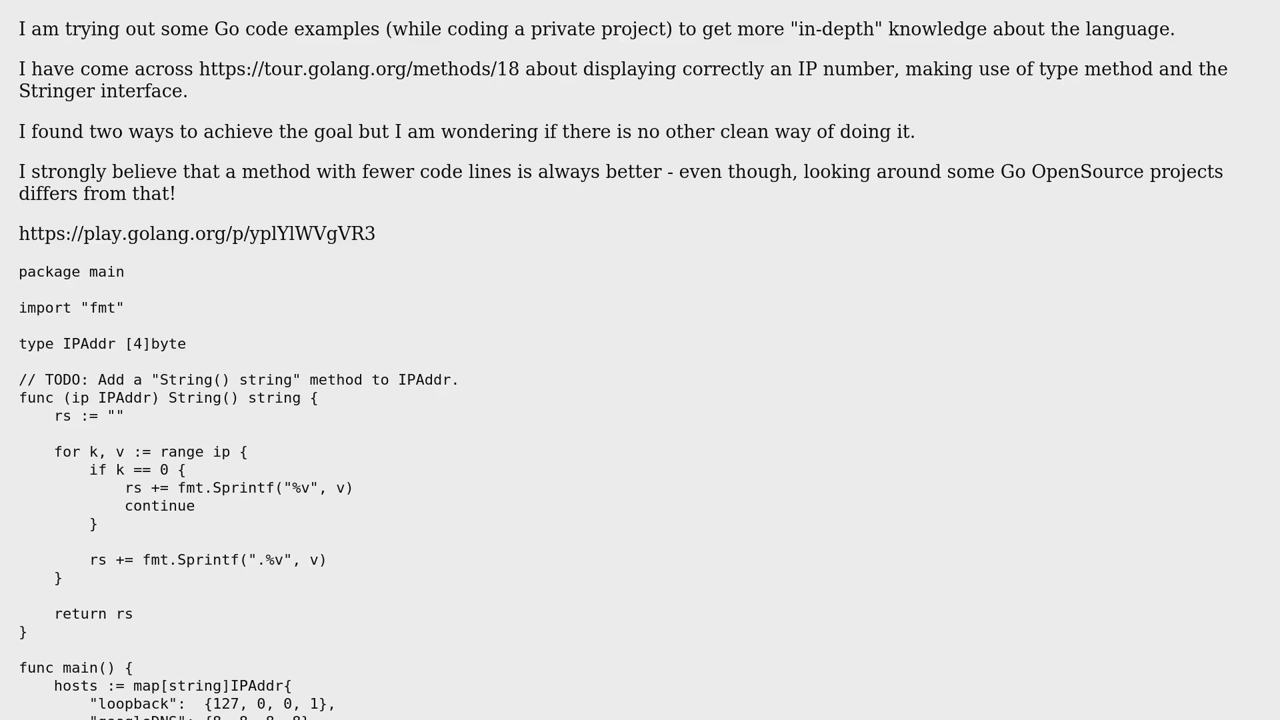 I am trying out some Go code examples (while coding a private project) to get more "in-depth" knowledge about the language.
I have come across https://tour.golang.org/methods/18 about displaying correctly an IP number, making use of type method and the
Stringer interface.
I found two ways to achieve the goal but I am wondering if there is no other clean way of doing it.
I strongly believe that a method with fewer code lines is always better - even though, looking around some Go OpenSource projects
differs from that!
https://play.golang.org/p/yplYlWVgVR3
package main
import "fmt"
type IPAddr [4]byte
// TODO: Add a "String() string" method to IPAddr.
func (ip IPAddr) String() string {
    rs := ""
    for k, v := range ip {
        if k == 0 {
            rs += fmt.Sprintf("%v", v)
            continue
        }
        rs += fmt.Sprintf(".%v", v)
    }
    return rs
}
func main() {
    hosts := map[string]IPAddr{
        "loopback":  {127, 0, 0, 1},
        "googleDNS": {8, 8, 8, 8},